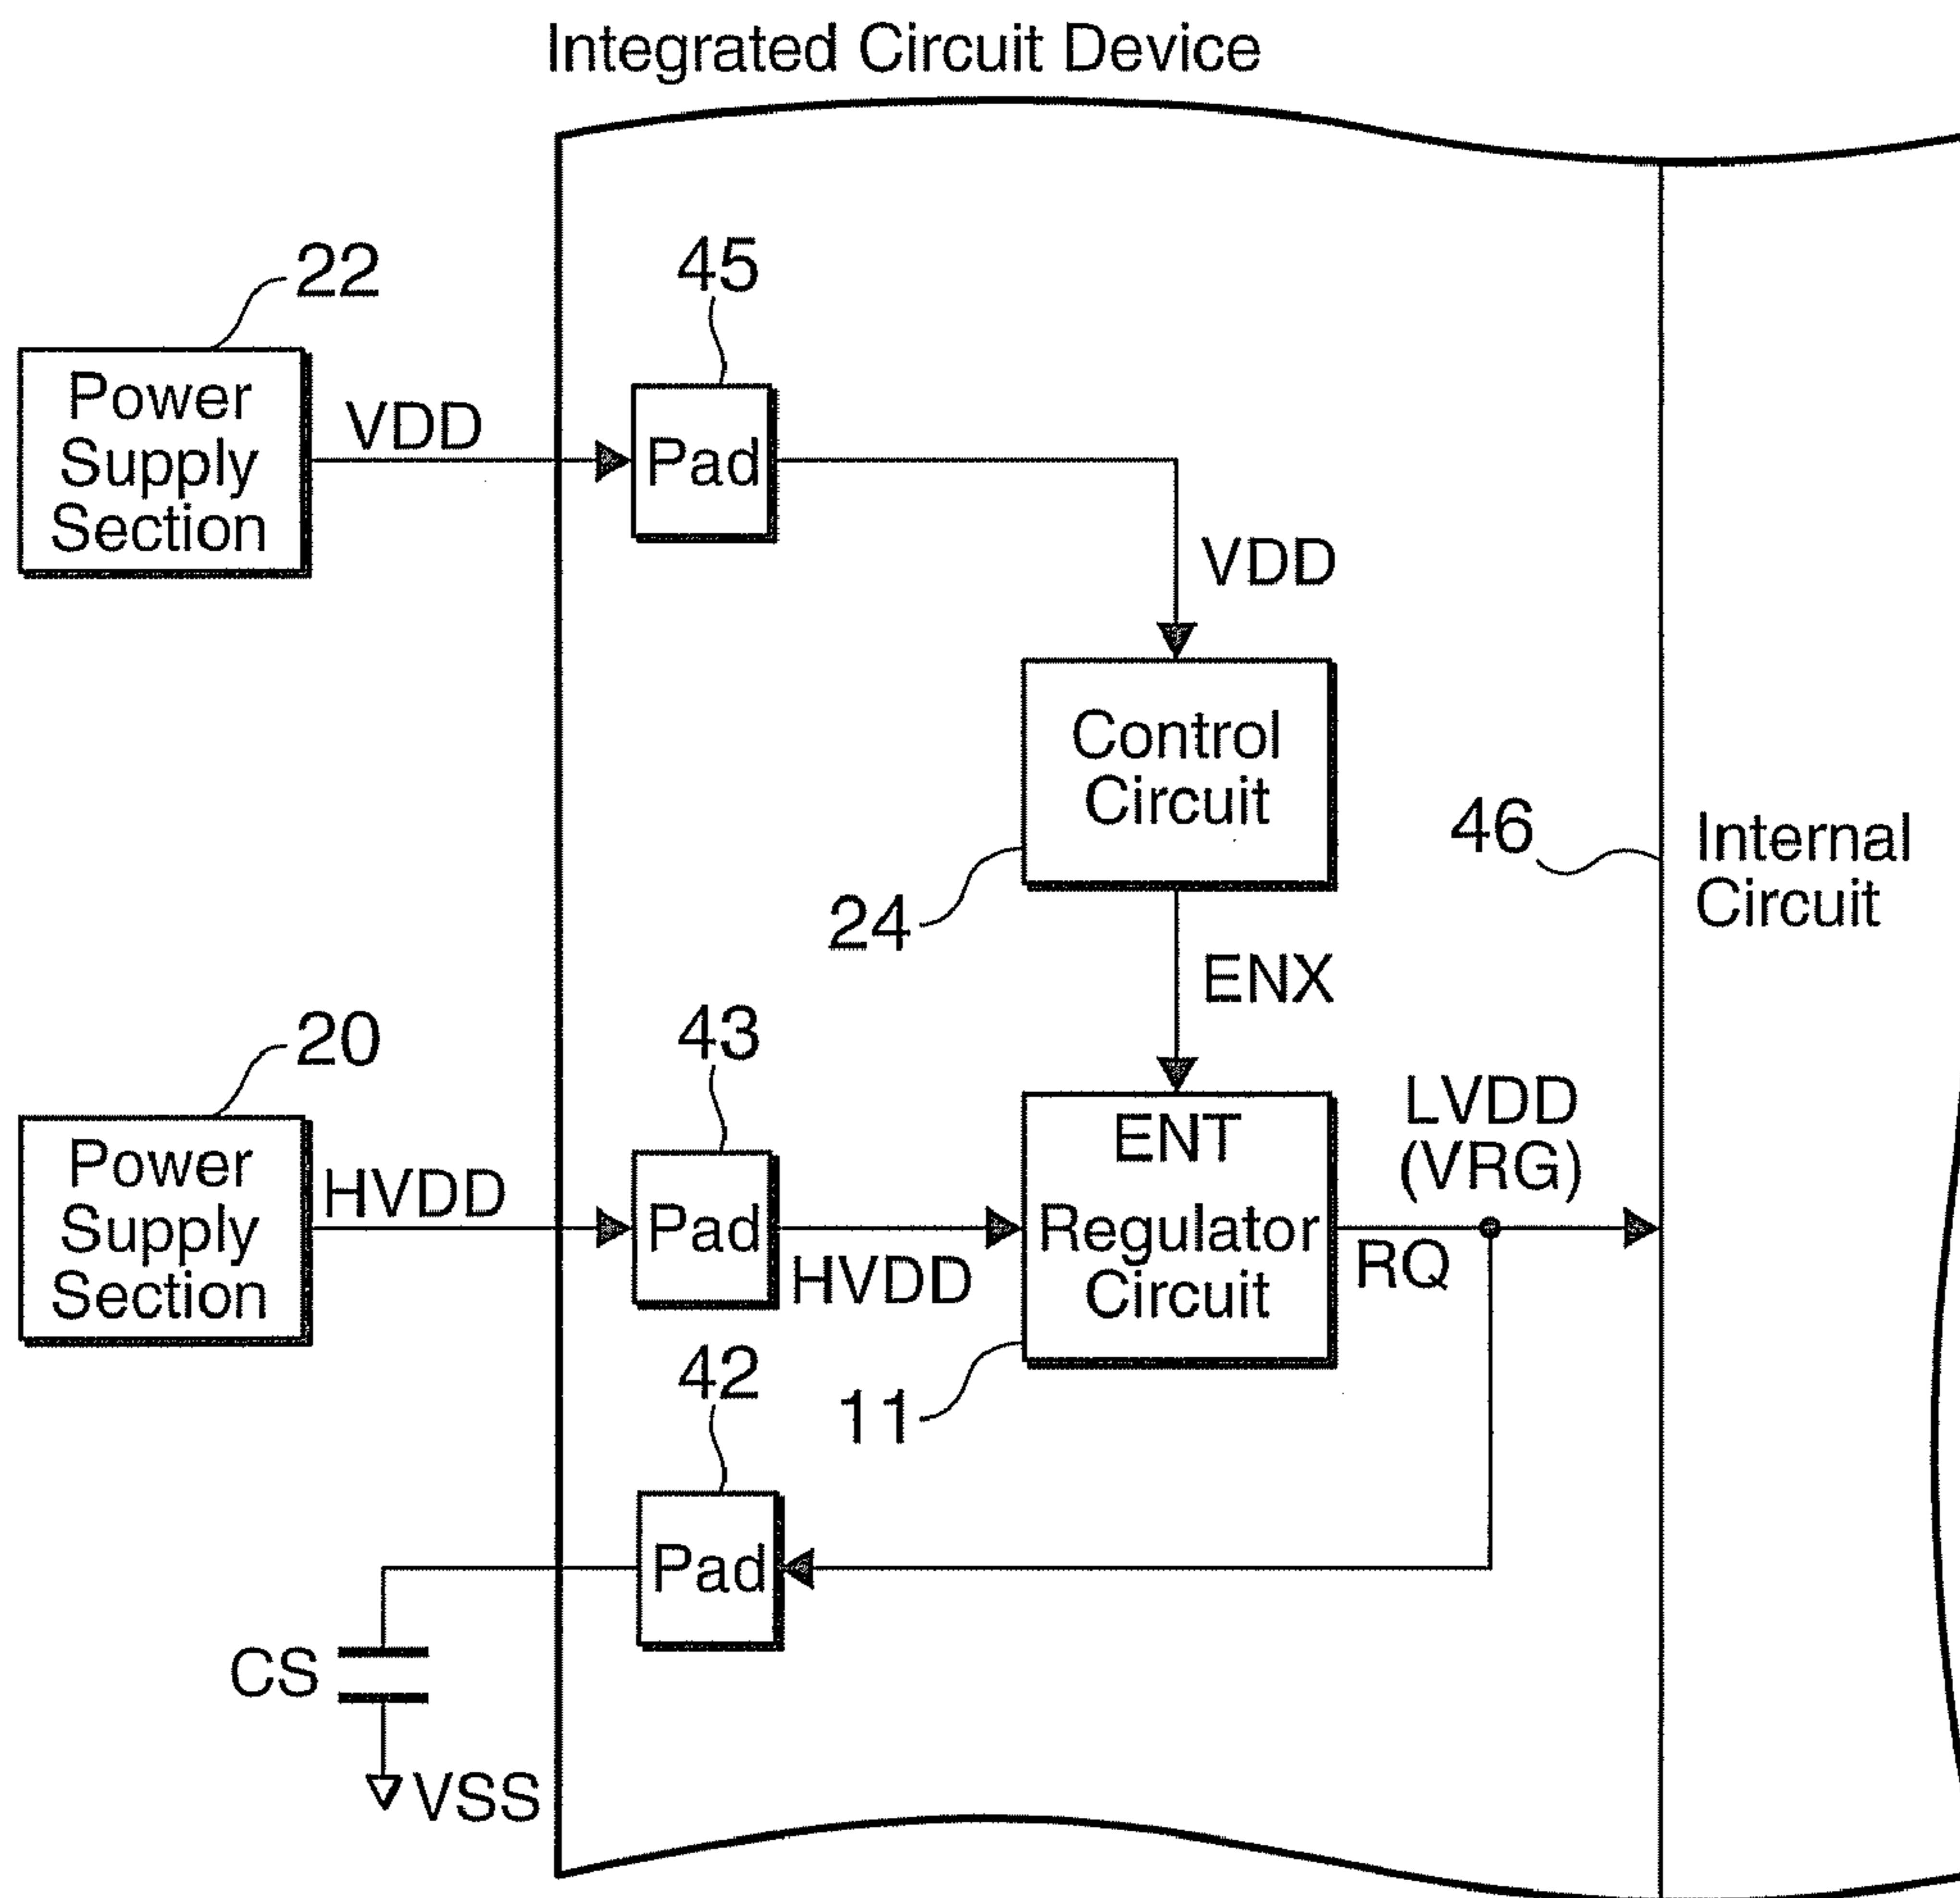 Integrated Circuit Device
22
45
Power
Supply
Section
VDD
Pad
VDD
Control
Circuit
24
46
Internal
Circuit
ENX
20
43
Power
Supply
Section
HVDD
Pad
HVDD
ENT
Regulator
Circuit
LVDD
(VRG)
RQ
11
42
Pad
CS
VSS